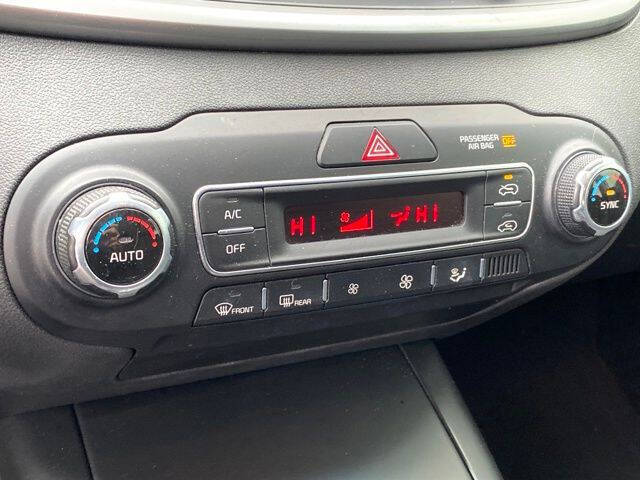 PASSENGER
AIR BAG OFF
A/C
HI HI
AUTO
OFF
SYNC
FRONT
REAR